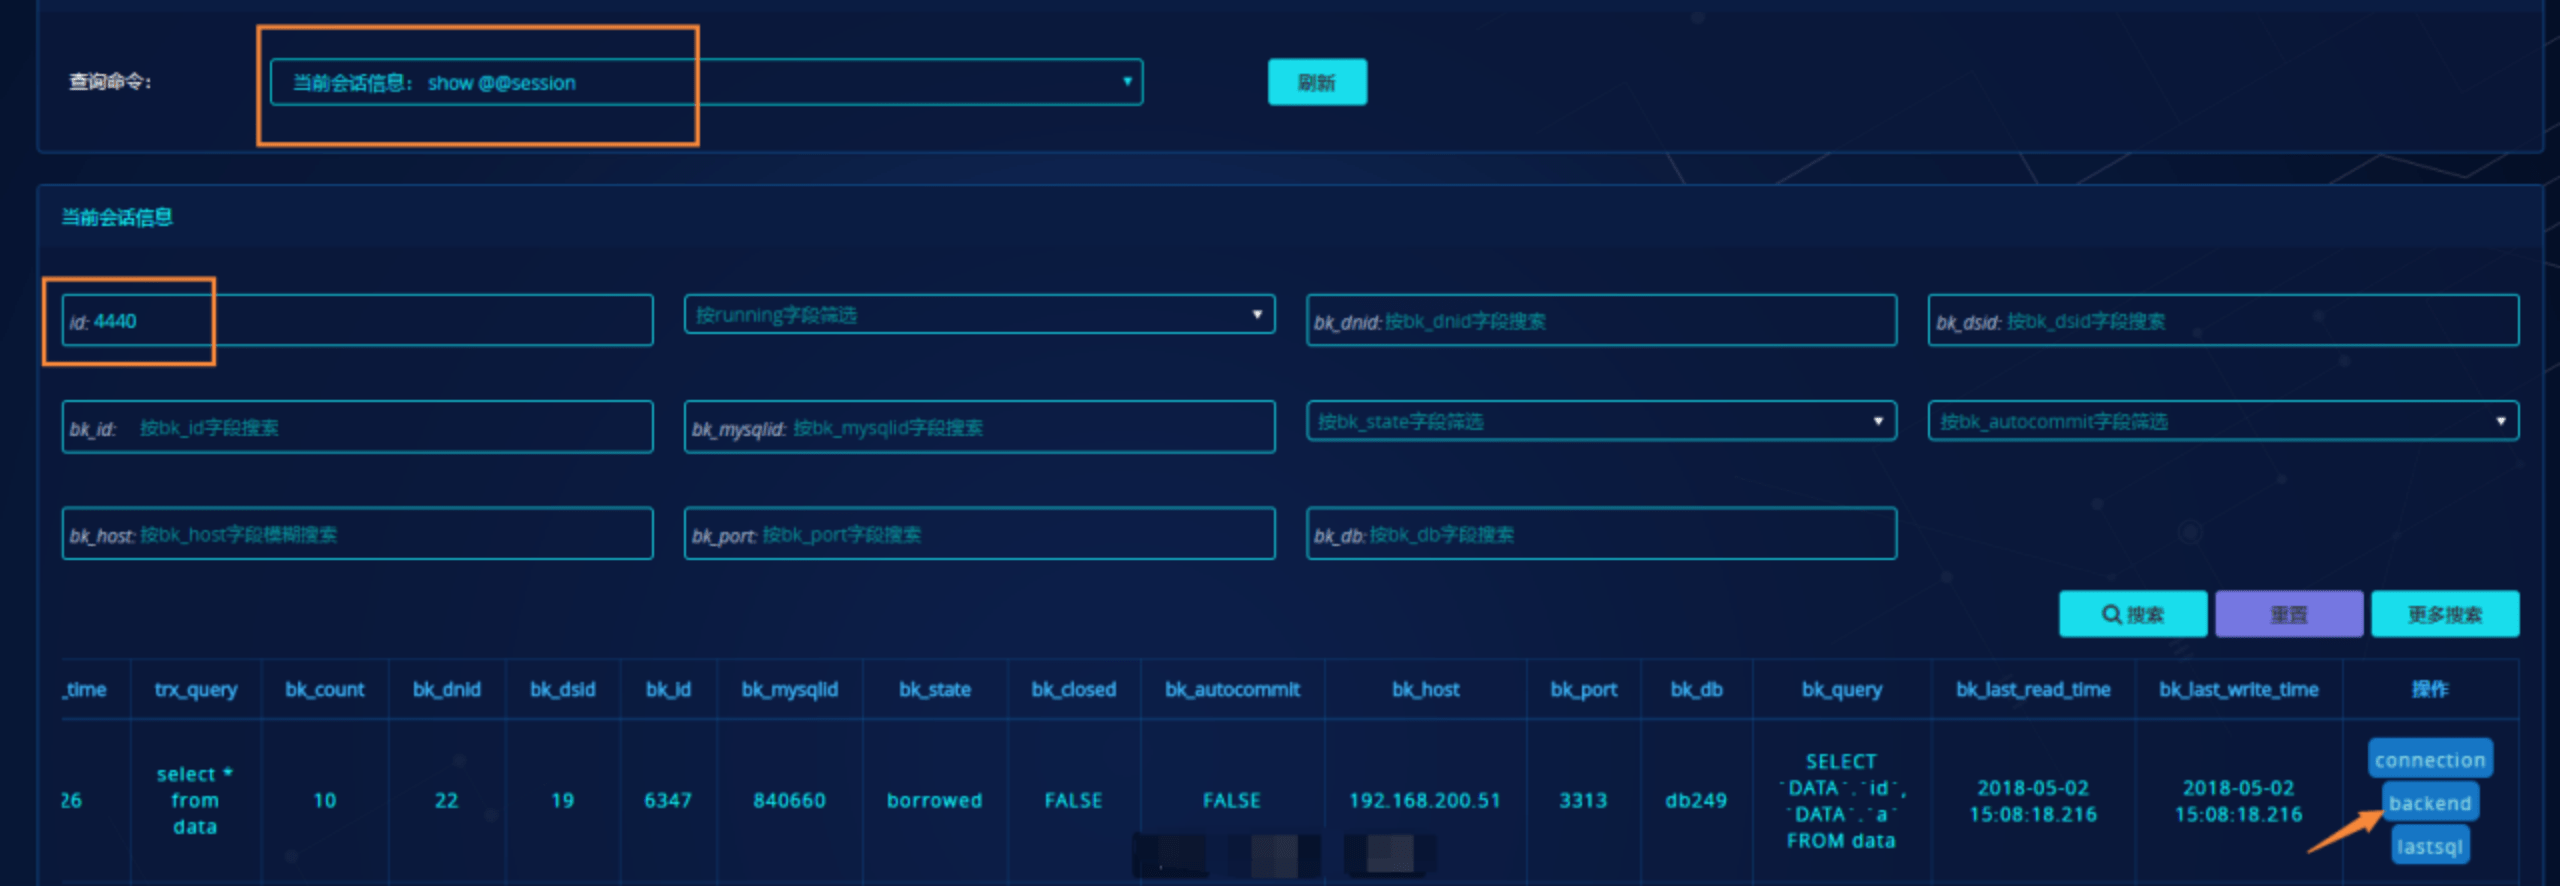 查询命令:
当前会话信息: show @@session
刷新
当前会话信息
id: 4440
按running字段筛选
bk_dnid: 按bk_dnid字段搜索
bk_dsid: 按bk_dsid字段搜索
bk_id: 按bk_id字段搜索
bk_mysqlid: 按bk_mysqlid字段搜索
按bk_state字段筛选
按bk_autocommit字段筛选
bk_host: 按bk_host字段模糊搜索
bk_port: 按bk_port字段搜索
bk_db: 按bk_db字段搜索
搜索
重置
更多搜索
_time trx_query bk_count bk_dnid bk_dsid bk_id bk_mysqlid bk_state bk_closed bk_autocommit bk_host bk_port bk_db bk_query bk_last_read_time bk_last_write_time 操作
26
select *
from
data
10
22
19
6347
840660
borrowed
FALSE
FALSE
192.168.200.51
3313
db249
SELECT
`DATA`.`id`,
`DATA`.`a`
FROM data
2018-05-02
15:08:18.216
2018-05-02
15:08:18.216
connection
backend
lastsql